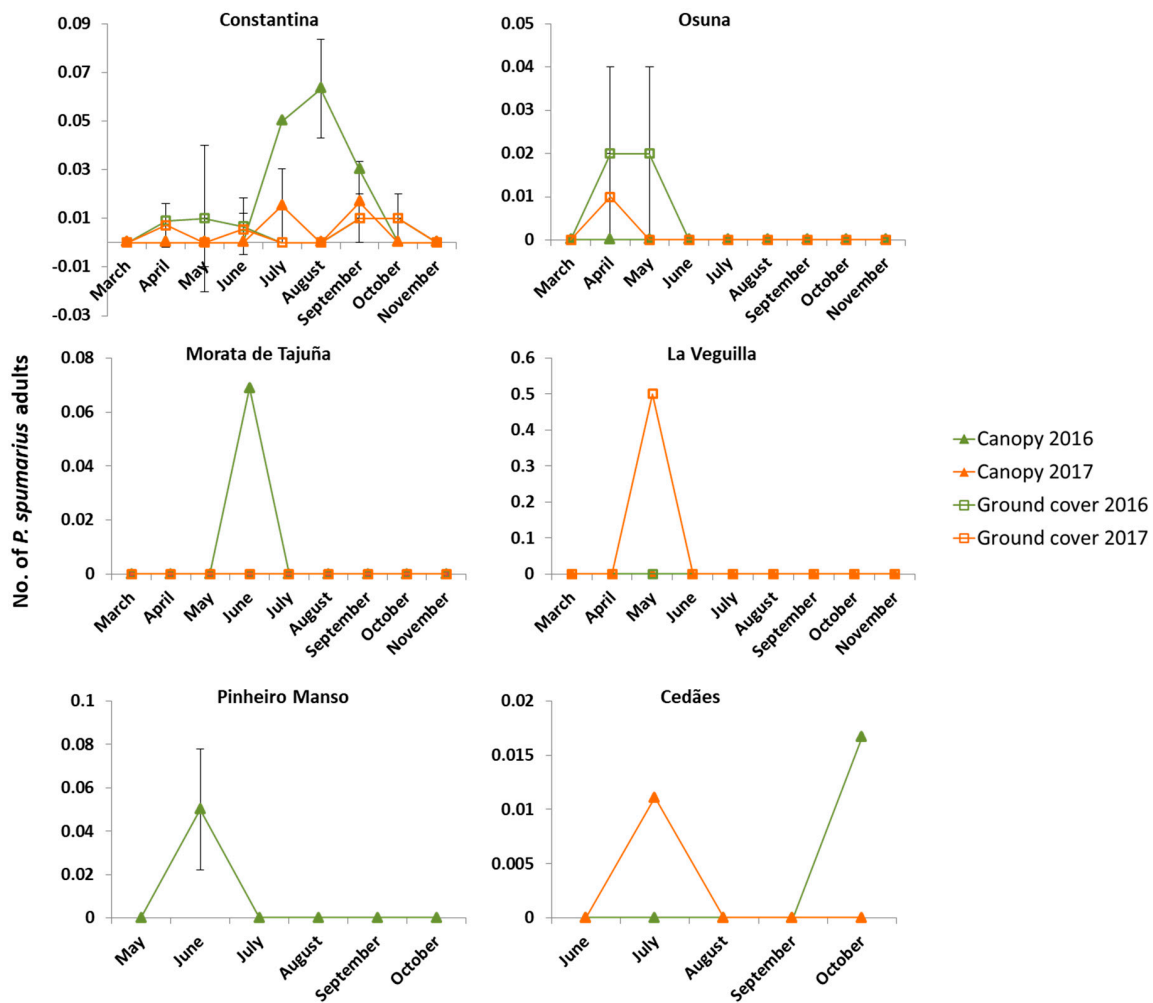 Constantina
0.09
0.07
0.05
0.03
0.01
-0.01
-0.03
March
April
May
June
July
August
September
October
November
Osuna
0.05
0.04
0.03
0.02
0.01
0
March
April
May
June
July
August
September
October
November
No. of P. spumarius adults
Morata de Tajuña
0.08
0.06
0.04
0.02
0
March
April
May
June
July
August
September
October
November
La Veguilla
0.6
0.5
0.4
0.3
0.2
0.1
0
March
April
May
June
July
August
September
October
November
Canopy 2016
Canopy 2017
Ground cover 2016
Ground cover 2017
Pinheiro Manso
0.1
0.08
0.06
0.04
0.02
0
May
June
July
August
September
October
Cedães
0.02
0.015
0.01
0.005
0
June
July
August
September
October